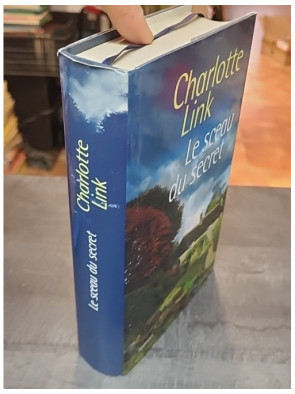 Charlotte
Link
Le sceau
du secret
Charlotte
Link
Le sceau du secret